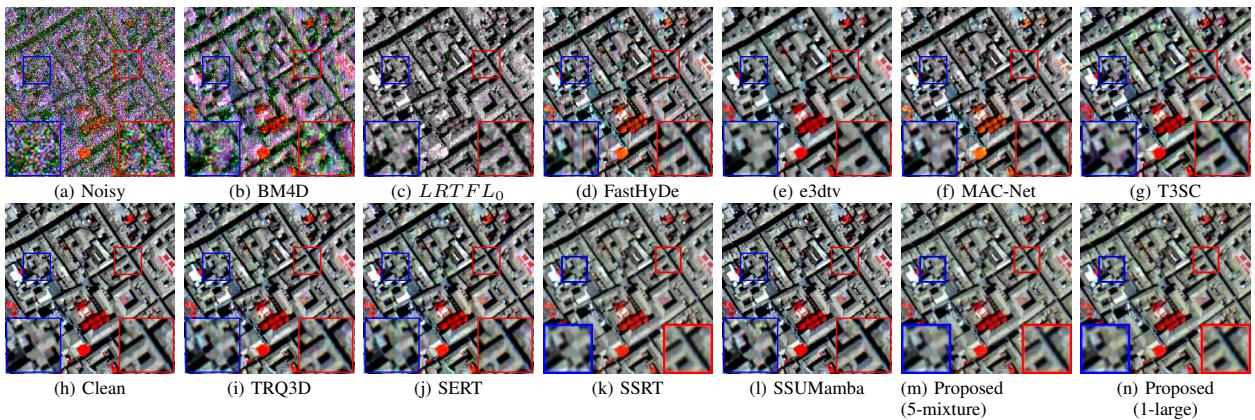 (a) Noisy
(b) BM4D
(c) LRTFL₀
(d) FastHyDe
(e) e3dtv
(f) MAC-Net
(g) T3SC
(h) Clean
(i) TRQ3D
(j) SERT
(k) SSRT
(l) SSUMamba
(m) Proposed
(5-mixture)
(n) Proposed
(1-large)